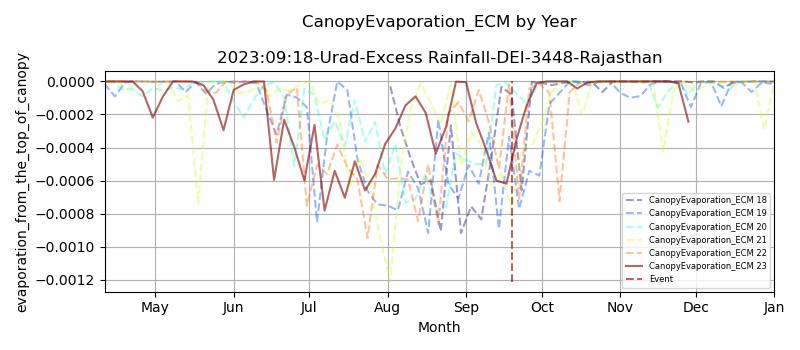 CanopyEvaporation_ECM by Year
2023:09:18-Urad-Excess Rainfall-DEI-3448-Rajasthan
evaporation_from_the_top_of_canopy
0.0000
−0.0002
−0.0004
−0.0006
−0.0008
−0.0010
−0.0012
CanopyEvaporation_ECM 18
CanopyEvaporation_ECM 19
CanopyEvaporation_ECM 20
CanopyEvaporation_ECM 21
CanopyEvaporation_ECM 22
CanopyEvaporation_ECM 23
Event
May Jun Jul Aug Sep Oct Nov Dec Jan
Month